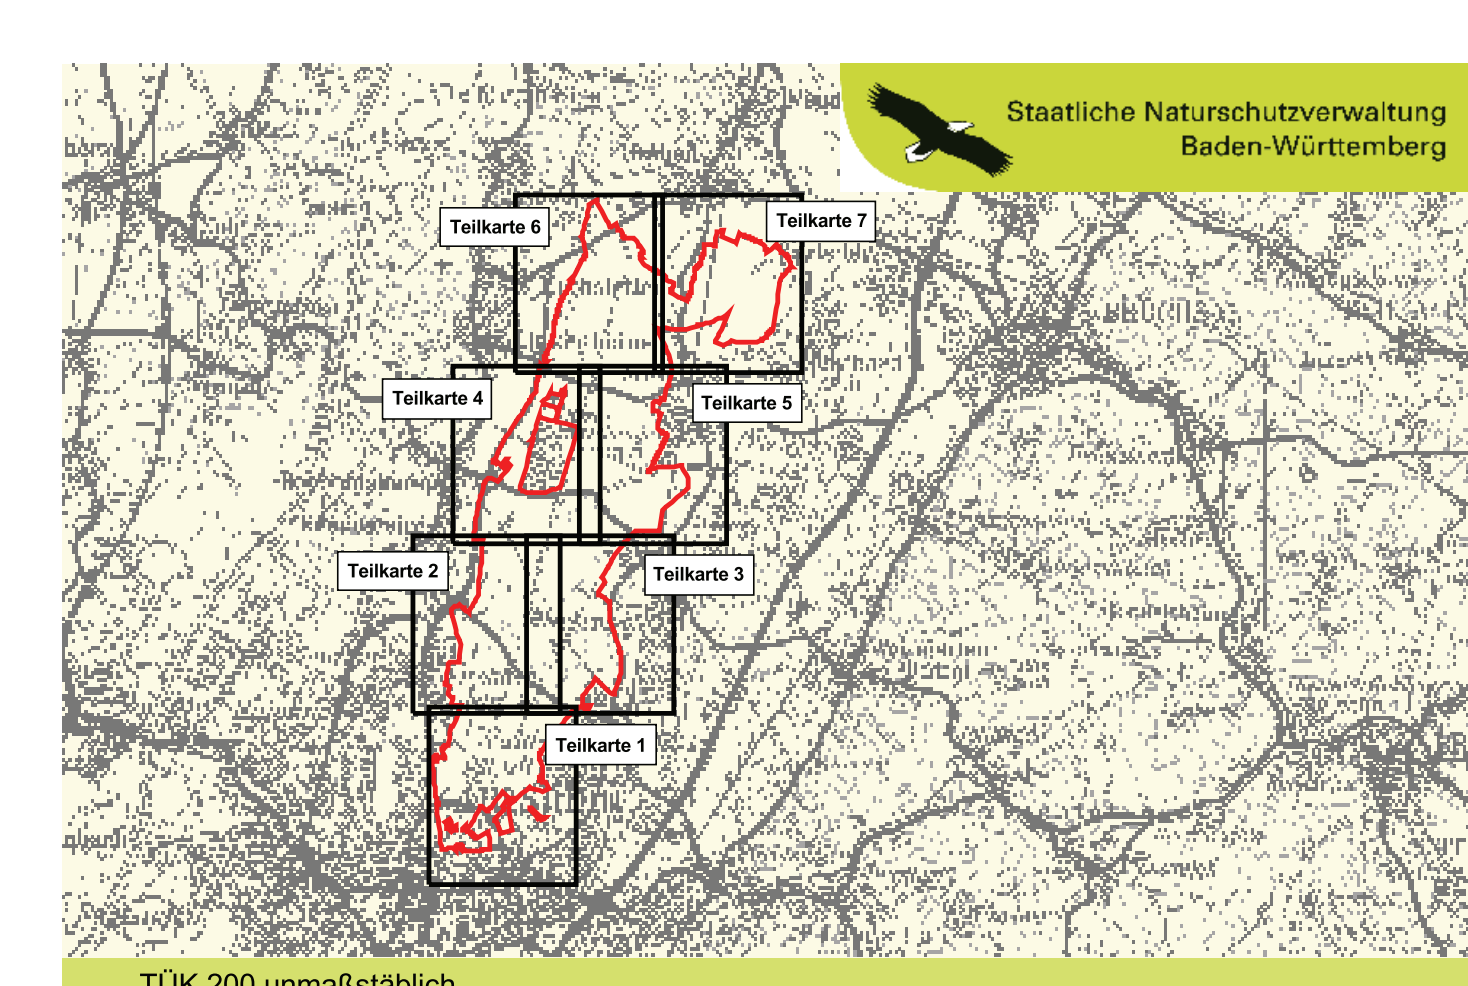 Staatliche Naturschutzverwaltung
Baden-Württemberg
Teilkarte 6
Teilkarte 7
Teilkarte 4
Teilkarte 5
Teilkarte 2
Teilkarte 3
Teilkarte 1
TÜK 200 unmaßstäblich